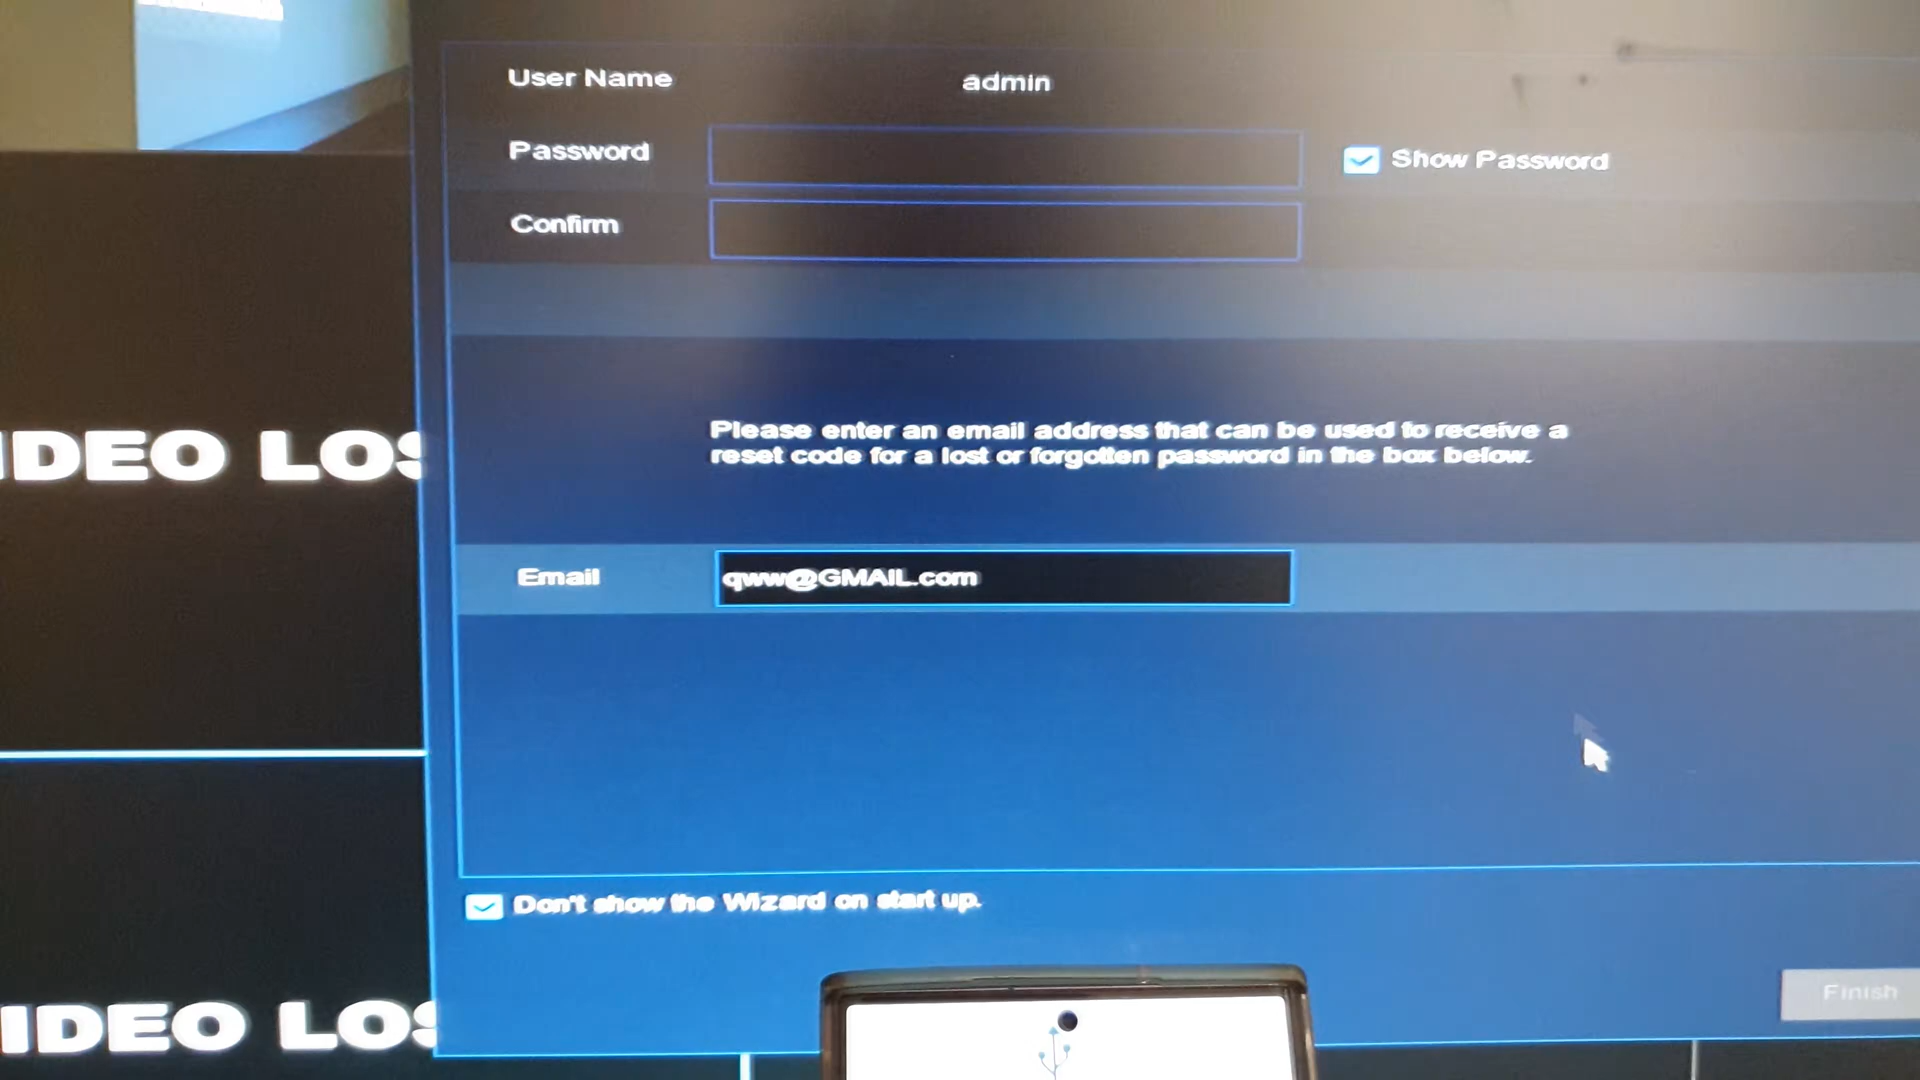 User Name admin
Password Show Password
Confirm
IDEO LOS
Please enter an email address that can be used to receive a
reset code for a lost or forgotten password in the box below.
Email qww@GMAIL.com
Don't show the Wizard on start up.
Finish
IDEO LOS